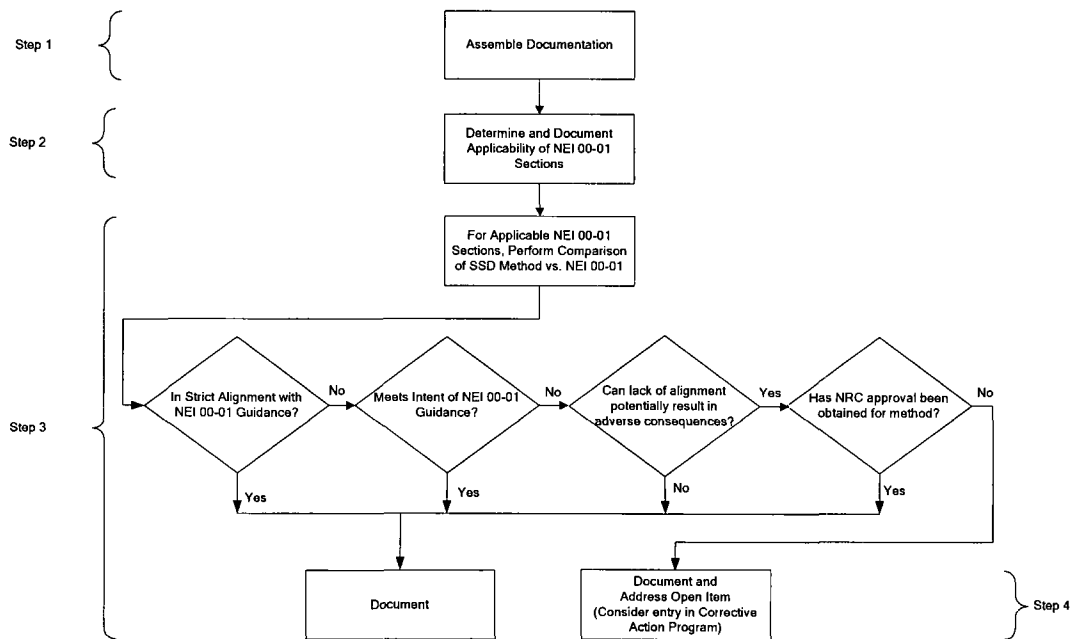 Step 1
Assemble Documentation
Step 2
Determine and Document
Applicability of NEI 00-01
Sections
For Applicable NEI 00-01
Sections, Perform Comparison
of SSD Method vs. NEI 00-01
Step 3
In Strict Alignment with
NEI 00-01 Guidance?
No
Meets Intent of NEI 00-01
Guidance?
No
Can lack of alignment
potentially result in
adverse consequences?
Yes
Has NRC approval been
obtained for method?
No
Yes
Yes
No
Yes
Document
Document and
Address Open Item
(Consider entry in Corrective
Action Program)
Step 4